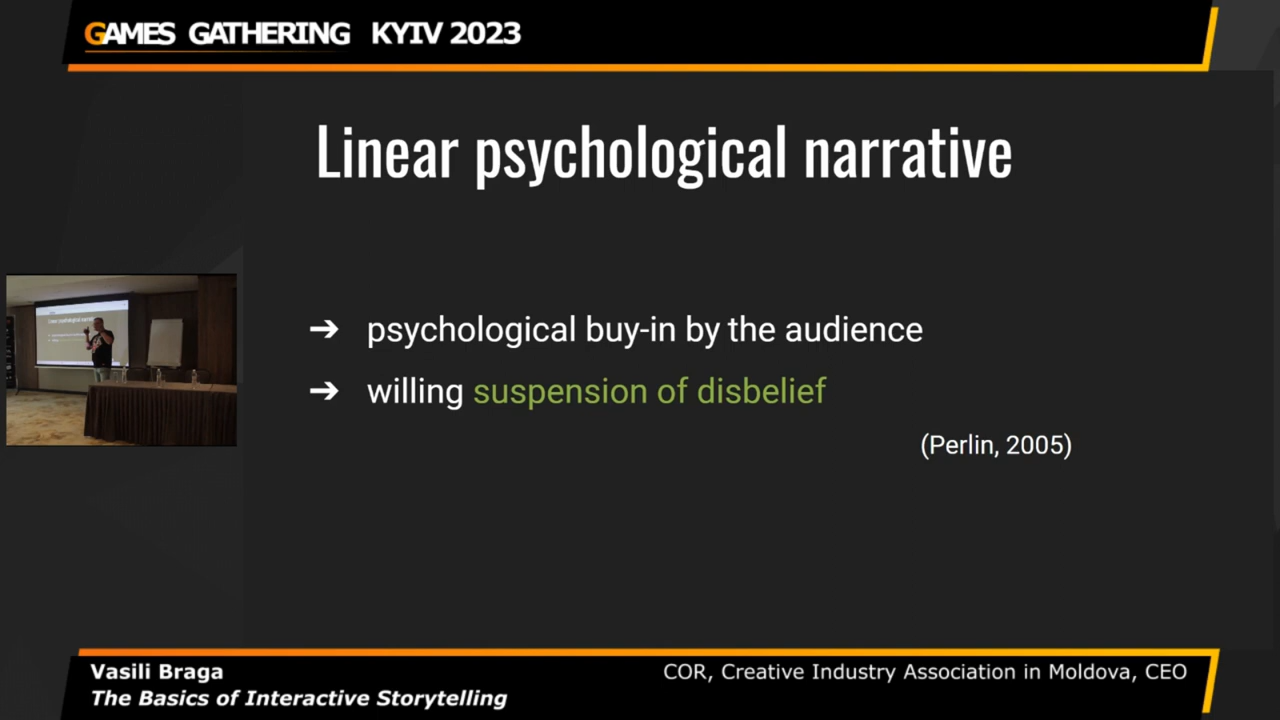 GAMES GATHERING KYIV 2023
Linear psychological narrative
➔ psychological buy-in by the audience
➔ willing suspension of disbelief
(Perlin, 2005)
Vasili Braga
COR, Creative Industry Association in Moldova, CEO
The Basics of Interactive Storytelling